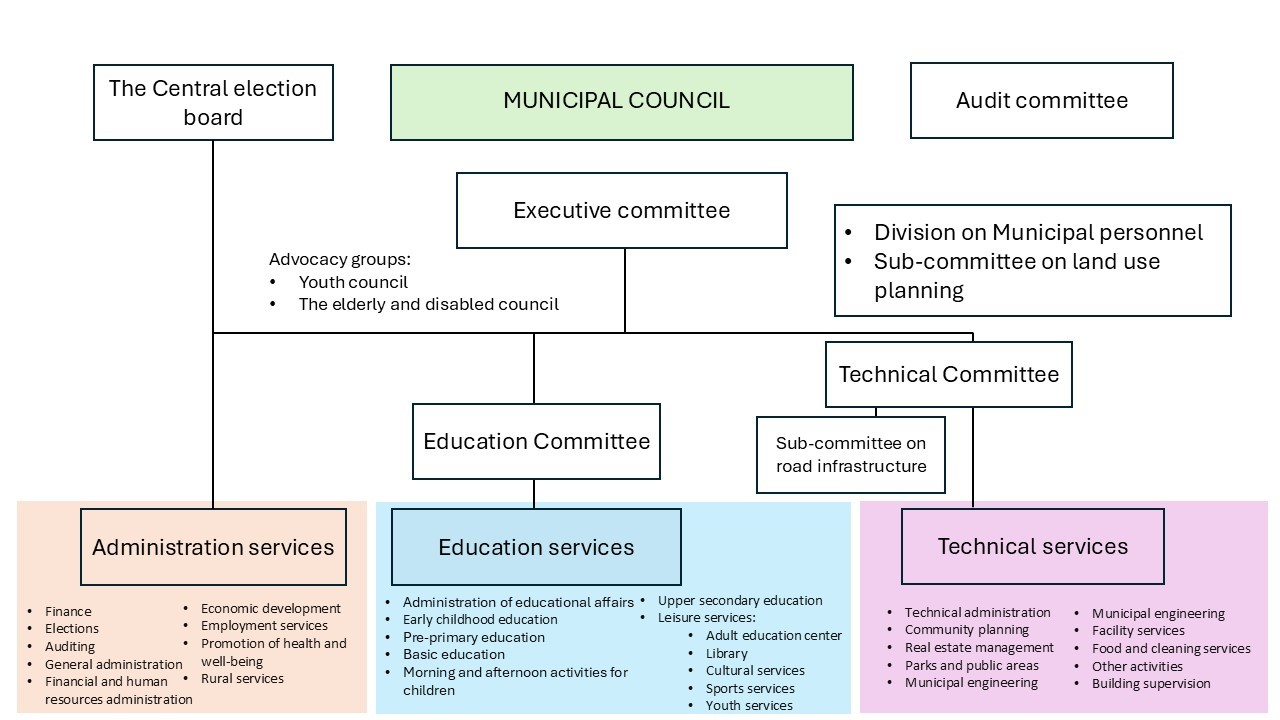 The Central election
board
MUNICIPAL COUNCIL
Audit committee
Executive committee
• Division on Municipal personnel
• Sub-committee on land use
planning
Advocacy groups:
• Youth council
• The elderly and disabled council
Technical Committee
Education Committee
Sub-committee on
road infrastructure
Administration services
• Finance
• Elections
• Auditing
• General administration
• Financial and human
resources administration
• Economic development
• Employment services
• Promotion of health and
well-being
• Rural services
Education services
• Administration of educational affairs
• Early childhood education
• Pre-primary education
• Basic education
• Morning and afternoon activities for
children
• Upper secondary education
• Leisure services:
• Adult education center
• Library
• Cultural services
• Sports services
• Youth services
Technical services
• Technical administration
• Community planning
• Real estate management
• Parks and public areas
• Municipal engineering
• Municipal engineering
• Facility services
• Food and cleaning services
• Other activities
• Building supervision